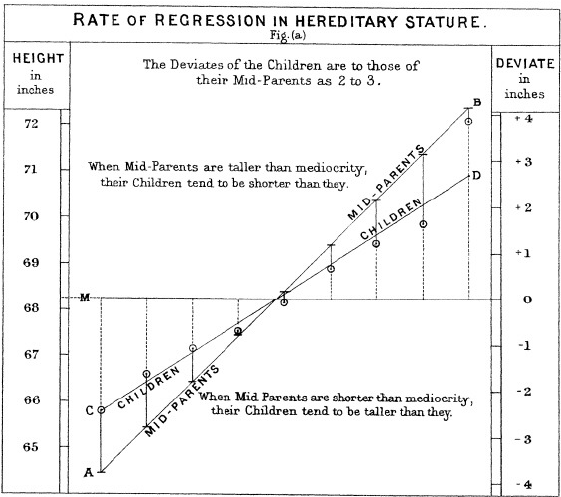 RATE OF REGRESSION IN HEREDITARY STATURE.
Fig.(a)
HEIGHT
in
inches
The Deviates of the Children are to those of
their Mid-Parents as 2 to 3.
DEVIATE
in
inches
72
71
70
69
68
67
66
65
When Mid-Parents are taller than mediocrity,
their Children tend to be shorter than they.
MID-PARENTS
CHILDREN
B
D
M
C
A
CHILDREN
MID-PARENTS
When Mid Parents are shorter than mediocrity,
their Children tend to be taller than they.
+4
+3
+2
+1
0
-1
-2
-3
-4